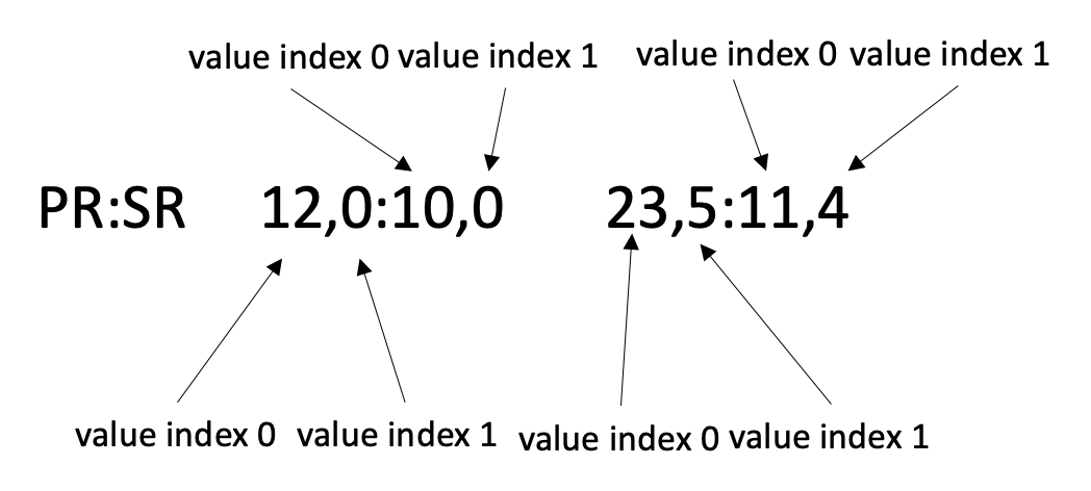 value index 0 value index 1 value index 0 value index 1
PR:SR 12,0:10,0 23,5:11,4
value index 0 value index 1 value index 0 value index 1